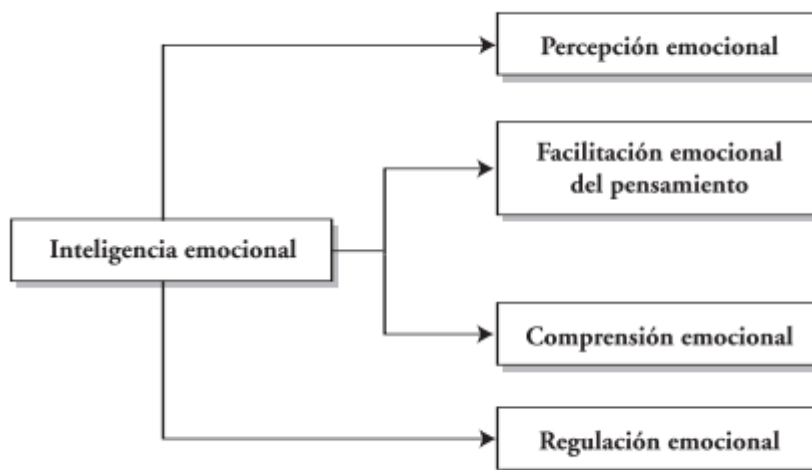 Percepción emocional
Facilitación emocional
del pensamiento
Inteligencia emocional
Comprensión emocional
Regulación emocional